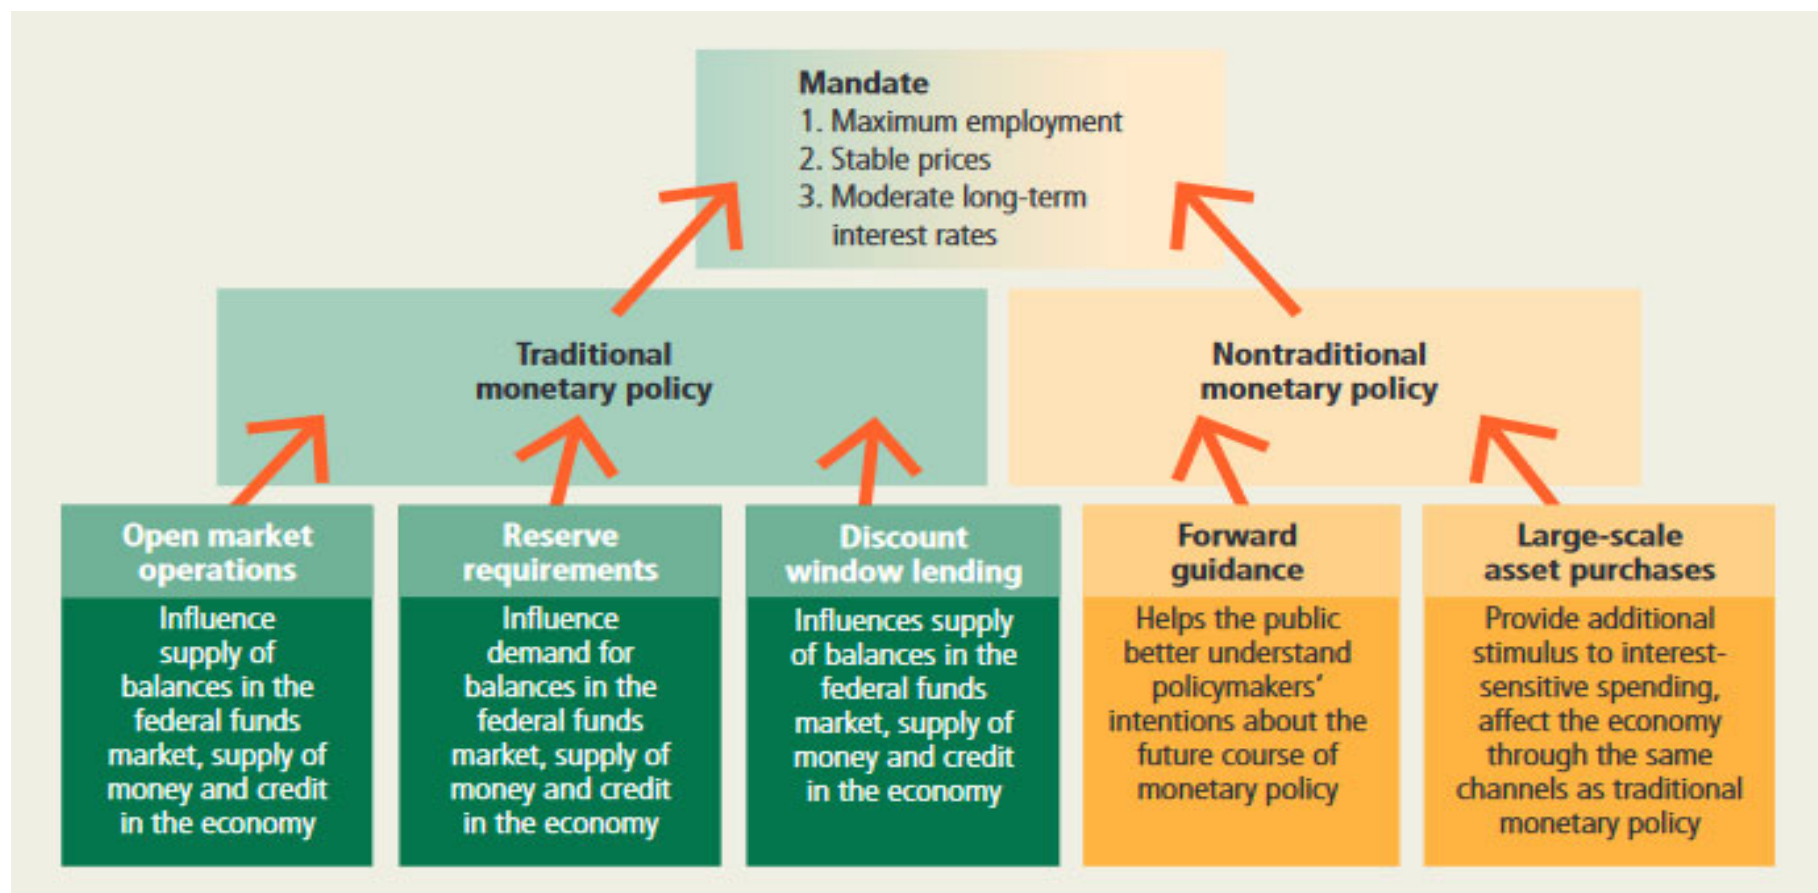 Mandate
1. Maximum employment
2. Stable prices
3. Moderate long-term
interest rates
Traditional
monetary policy
Nontraditional
monetary policy
Open market
operations
Influence
supply of
balances in the
federal funds
market, supply of
money and credit
in the economy
Reserve
requirements
Influence
demand for
balances in the
federal funds
market, supply of
money and credit
in the economy
Discount
window lending
Influences supply
of balances in the
federal funds
market, supply of
money and credit
in the economy
Forward
guidance
Helps the public
better understand
policymakers’
intentions about the
future course of
monetary policy
Large-scale
asset purchases
Provide additional
stimulus to interest-
sensitive spending,
affect the economy
through the same
channels as traditional
monetary policy